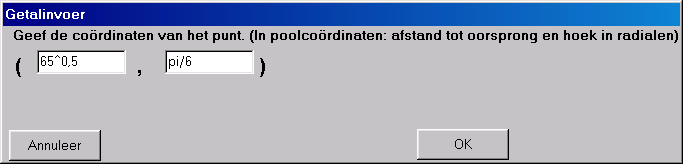 Getalinvoer
Geef de coördinaten van het punt. (In poolcoördinaten: afstand tot oorsprong en hoek in radialen)
( 65^0,5 , pi/6 )
Annuleer OK